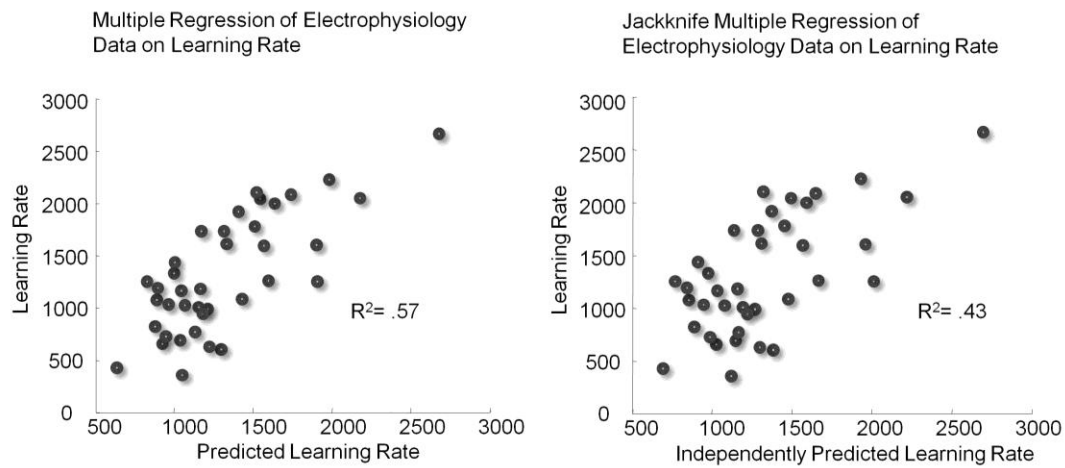 Multiple Regression of Electrophysiology
Data on Learning Rate
3000
2500
2000
1500
1000
500
0
Learning Rate
R²= .57
500 1000 1500 2000 2500 3000
Predicted Learning Rate
Jackknife Multiple Regression of
Electrophysiology Data on Learning Rate
3000
2500
2000
1500
1000
500
0
Learning Rate
R²= .43
500 1000 1500 2000 2500 3000
Independently Predicted Learning Rate